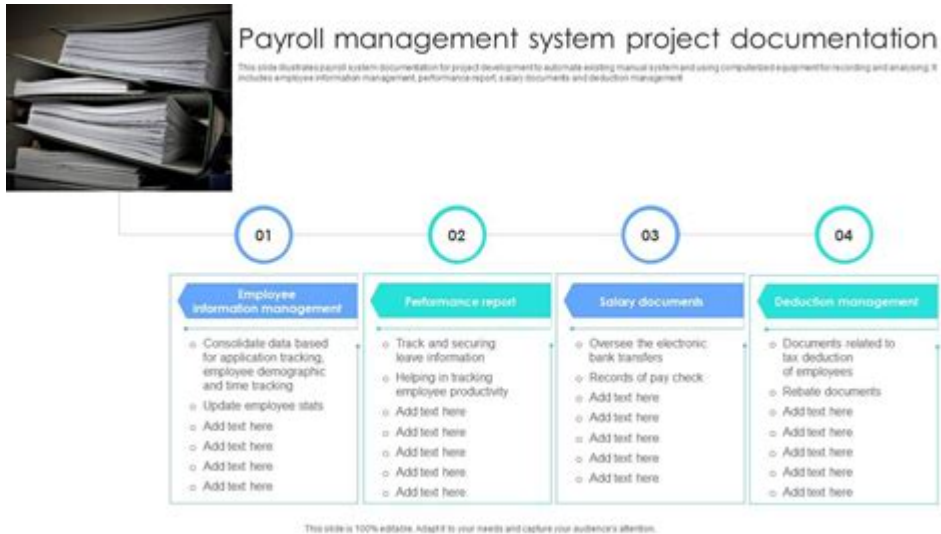 Payroll management system project documentation
This slide illustrates payroll system documentation for project development to automate existing manual system and using computerized equipment for recording and analysing. It
includes employee information management, performance report, salary documents and deduction management
01
02
03
04
Employee
information management
○ Consolidate data based
for application tracking,
employee demographic
and time tracking
○ Update employee stats
○ Add text here
○ Add text here
○ Add text here
○ Add text here
Performance report
○ Track and securing
leave information
○ Helping in tracking
employee productivity
○ Add text here
○ Add text here
○ Add text here
○ Add text here
○ Add text here
Salary documents
○ Oversee the electronic
bank transfers
○ Records of pay check
○ Add text here
○ Add text here
○ Add text here
○ Add text here
○ Add text here
Deduction management
○ Documents related to
tax deduction
of employees
○ Rebate documents
○ Add text here
○ Add text here
○ Add text here
○ Add text here
○ Add text here
This slide is 100% editable. Adapt it to your needs and capture your audience's attention.